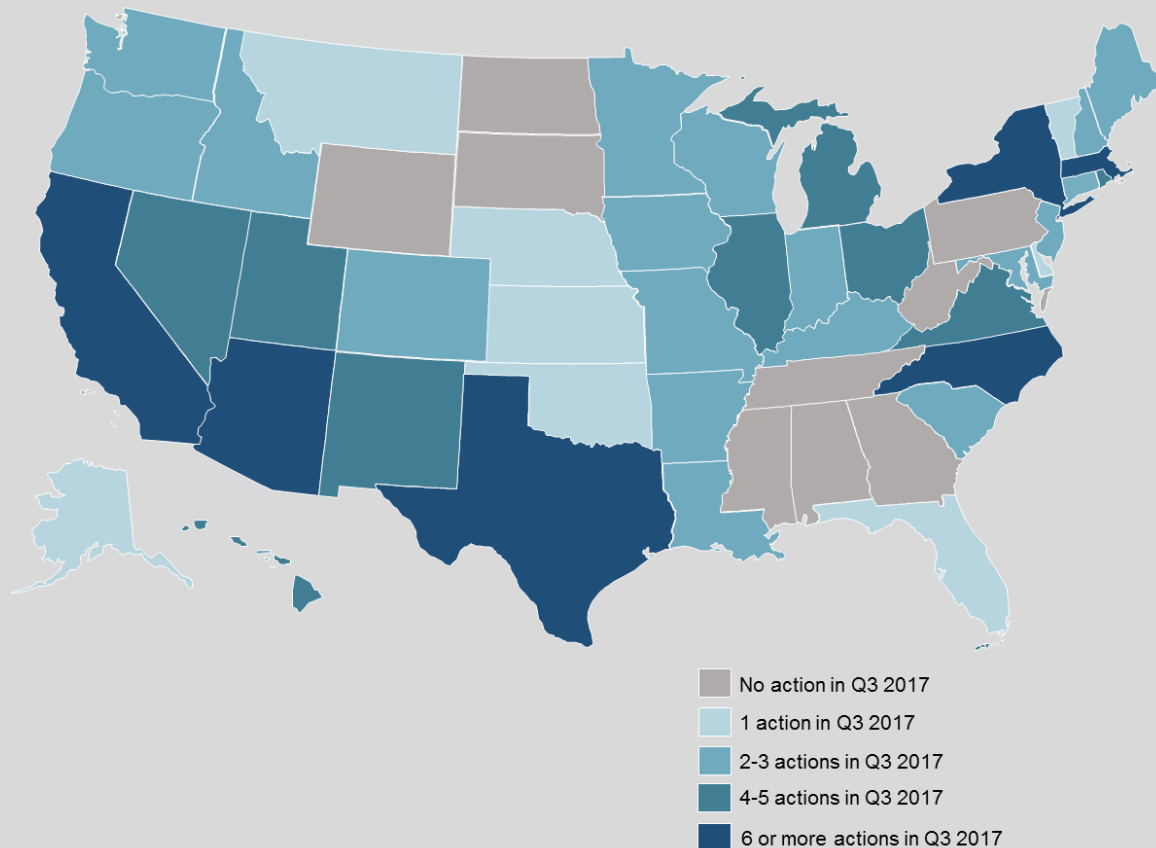 No action in Q3 2017
1 action in Q3 2017
2-3 actions in Q3 2017
4-5 actions in Q3 2017
6 or more actions in Q3 2017